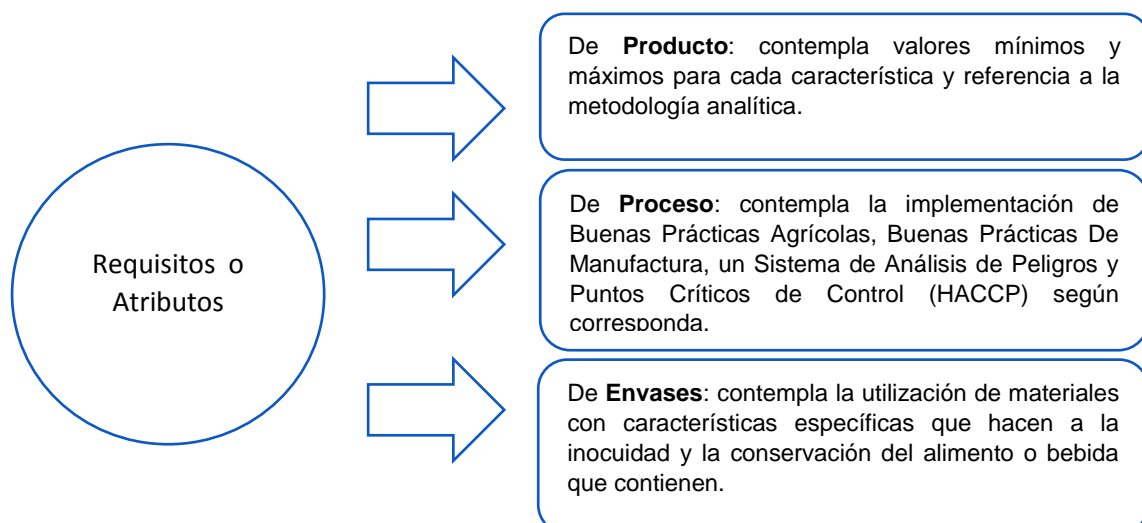 Requisitos o
Atributos
De Producto: contempla valores mínimos y
máximos para cada característica y referencia a la
metodología analítica.
De Proceso: contempla la implementación de
Buenas Prácticas Agrícolas, Buenas Prácticas De
Manufactura, un Sistema de Análisis de Peligros y
Puntos Críticos de Control (HACCP) según
corresponda.
De Envases: contempla la utilización de materiales
con características específicas que hacen a la
inocuidad y la conservación del alimento o bebida
que contienen.